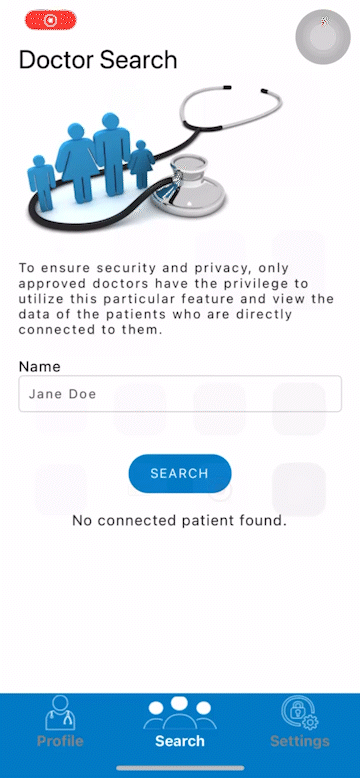 Doctor Search
To ensure security and privacy, only
approved doctors have the privilege to
utilize this particular feature and view the
data of the patients who are directly
connected to them.
Name
Jane Doe
SEARCH
No connected patient found.
Profile
Search
Settings